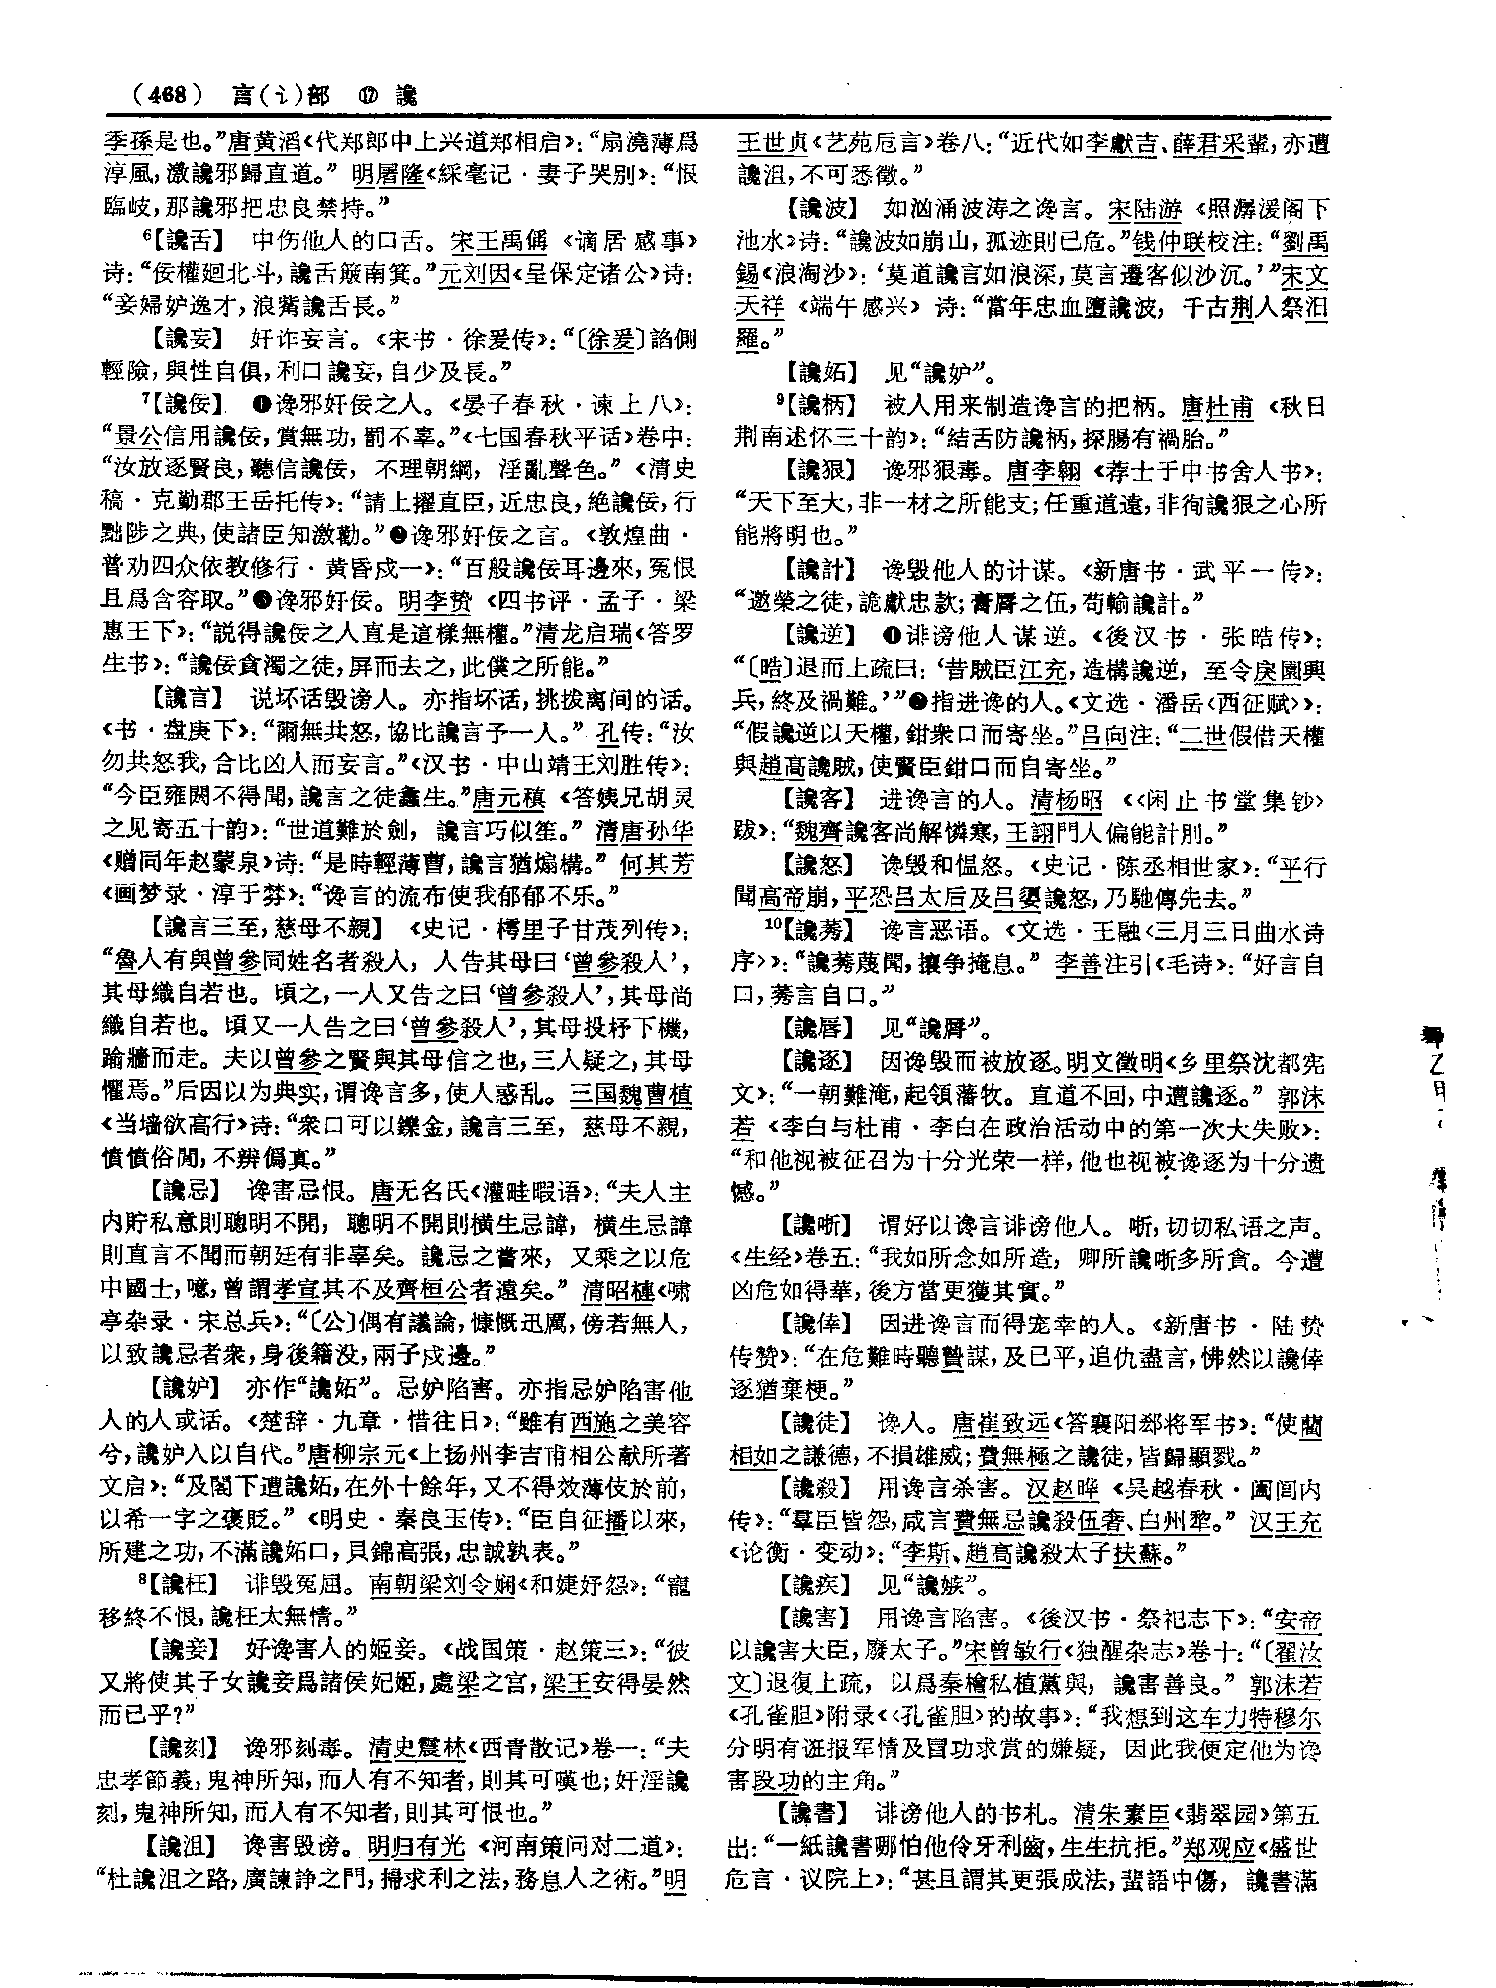 (468) 言(讠)部 ⑰ 讒
季孫是也。”唐黄滔《代郑郎中上兴道郑相启》：“扇澆薄爲
淳風，激讒邪歸直道。” 明屠隆《綵毫记·妻子哭别》：“恨
臨岐，那讒邪把忠良禁持。”
⁶【讒舌】 中伤他人的口舌。宋王禹偁《谪居感事》
诗：“佞權廻北斗，讒舌簸南箕。”元刘因《呈保定诸公》诗：
“妾婦妒逸才，浪觜讒舌長。”
【讒妄】 奸诈妄言。《宋书·徐爰传》：“〔徐爰〕諂側
輕險，與性自俱，利口讒妄，自少及長。”
⁷【讒佞】 ❶谗邪奸佞之人。《晏子春秋·谏上八》：
“景公信用讒佞，賞無功，罰不辜。”《七国春秋平话》卷中：
“汝放逐賢良，聽信讒佞，不理朝綱，淫亂聲色。”《清史
稿·克勤郡王岳托传》：“請上擢直臣，近忠良，絶讒佞，行
黜陟之典，使諸臣知激勸。”❷谗邪奸佞之言。《敦煌曲·
普劝四众依教修行·黄昏戍一》：“百般讒佞耳邊來，冤恨
且爲含容取。”❸谗邪奸佞。明李贽《四书评·孟子·梁
惠王下》：“説得讒佞之人直是這樣無權。”清龙启瑞《答罗
生书》：“讒佞貪濁之徒，屏而去之，此僕之所能。”
【讒言】 说坏话毁谤人。亦指坏话，挑拨离间的话。
《书·盘庚下》：“爾無共怒，協比讒言予一人。” 孔传：“汝
勿共怒我，合比凶人而妄言。”《汉书·中山靖王刘胜传》：
“今臣雍閼不得聞，讒言之徒蠭生。”唐元稹《答姨兄胡灵
之见寄五十韵》：“世道難於劍，讒言巧似笙。” 清唐孙华
《赠同年赵蒙泉》诗：“是時輕薄曹，讒言猶煽構。” 何其芳
《画梦录·淳于棼》：“谗言的流布使我郁郁不乐。”
【讒言三至，慈母不親】 《史记·樗里子甘茂列传》：
“魯人有與曾參同姓名者殺人，人告其母曰‘曾參殺人’，
其母織自若也。頃之，一人又告之曰‘曾參殺人’，其母尚
織自若也。頃又一人告之曰‘曾參殺人’，其母投杼下機，
踰牆而走。夫以曾參之賢與其母信之也，三人疑之，其母
懼焉。”后因以为典实，谓谗言多，使人惑乱。三国魏曹植
《当墙欲高行》诗：“衆口可以鑠金，讒言三至，慈母不親，
憒憒俗閒，不辨僞真。”
【讒忌】 谗害忌恨。唐无名氏《灌畦暇语》：“夫人主
内貯私意則聰明不開，聰明不開則横生忌諱，横生忌諱
則直言不聞而朝廷有非辜矣。讒忌之嘗來，又乘之以危
中國士，噫，曾謂孝宣其不及齊桓公者遠矣。” 清昭槤《啸
亭杂录·宋总兵》：“〔公〕偶有議論，慷慨迅厲，傍若無人，
以致讒忌者衆，身後籍没，兩子戍邊。”
【讒妒】 亦作“讒妬”。忌妒陷害。亦指忌妒陷害他
人的人或话。《楚辞·九章·惜往日》：“雖有西施之美容
兮，讒妒入以自代。”唐柳宗元《上扬州李吉甫相公献所著
文启》：“及閣下遭讒妬，在外十餘年，又不得效薄伎於前，
以希一字之褒貶。”《明史·秦良玉传》：“臣自征播以來，
所建之功，不滿讒妬口，貝錦高張，忠誠孰表。”
⁸【讒枉】 诽毁冤屈。南朝梁刘令娴《和婕妤怨》：“寵
移終不恨，讒枉太無情。”
【讒妾】 好谗害人的姬妾。《战国策·赵策三》：“彼
又將使其子女讒妾爲諸侯妃姬，處梁之宫，梁王安得晏然
而已乎？”
【讒刻】 谗邪刻毒。清史震林《西青散记》卷一：“夫
忠孝節義，鬼神所知，而人有不知者，則其可嘆也；奸淫讒
刻，鬼神所知，而人有不知者，則其可恨也。”
【讒沮】 谗害毁谤。明归有光《河南策问对二道》：
“杜讒沮之路，廣諫諍之門，掃求利之法，務息人之術。”明
王世贞《艺苑卮言》卷八：“近代如李獻吉、薛君采輩，亦遭
讒沮，不可悉徵。”
【讒波】 如汹涌波涛之谗言。宋陆游《照潺湲阁下
池水》诗：“讒波如崩山，孤迹則已危。”钱仲联校注：“劉禹
錫《浪淘沙》：‘莫道讒言如浪深，莫言遷客似沙沉。’”宋文
天祥《端午感兴》诗：“當年忠血墮讒波，千古荆人祭汨
羅。”
【讒妬】 见“讒妒”。
⁹【讒柄】 被人用来制造谗言的把柄。唐杜甫《秋日
荆南述怀三十韵》：“結舌防讒柄，探腸有禍胎。”
【讒狠】 谗邪狠毒。唐李翱《荐士于中书舍人书》：
“天下至大，非一材之所能支；任重道遠，非徇讒狠之心所
能將明也。”
【讒計】 谗毁他人的计谋。《新唐书·武平一传》：
“邀榮之徒，詭獻忠款；膏脣之伍，苟輸讒計。”
【讒逆】 ❶诽谤他人谋逆。《後汉书·张晧传》：
“〔晧〕退而上疏曰：‘昔賊臣江充，造構讒逆，至令戾園興
兵，終及禍難。’”❷指进谗的人。《文选·潘岳〈西征赋〉》：
“假讒逆以天權，鉗衆口而寄坐。”吕向注：“二世假借天權
與趙高讒賊，使賢臣鉗口而自寄坐。”
【讒客】 进谗言的人。清杨昭《〈闲止书堂集钞〉
跋》：“魏齊讒客尚解憐寒，王詡門人偏能計刖。”
【讒怒】 谗毁和愠怒。《史记·陈丞相世家》：“平行
聞高帝崩，平恐吕太后及吕嬃讒怒，乃馳傳先去。”
¹⁰【讒莠】 谗言恶语。《文选·王融〈三月三日曲水诗
序〉》：“讒莠蔑聞，攘争掩息。” 李善注引《毛诗》：“好言自
口，莠言自口。”
【讒唇】 见“讒脣”。
【讒逐】 因谗毁而被放逐。明文徵明《乡里祭沈都宪
文》：“一朝難淹，起領藩牧。直道不回，中遭讒逐。” 郭沫
若《李白与杜甫·李白在政治活动中的第一次大失败》：
“和他视被征召为十分光荣一样，他也视被谗逐为十分遗
憾。”
【讒哳】 谓好以谗言诽谤他人。哳，切切私语之声。
《生经》卷五：“我如所念如所造，卿所讒哳多所貪。今遭
凶危如得華，後方當更獲其實。”
【讒倖】 因进谗言而得宠幸的人。《新唐书·陆贽
传赞》：“在危難時聽贄謀，及已平，追仇盡言，怫然以讒倖
逐猶棄梗。”
【讒徒】 谗人。唐崔致远《答襄阳郄将军书》：“使藺
相如之謙德，不損雄威；費無極之讒徒，皆歸顯戮。”
【讒殺】 用谗言杀害。汉赵晔《吴越春秋·阖闾内
传》：“羣臣皆怨，咸言費無忌讒殺伍奢、白州犂。” 汉王充
《论衡·变动》：“李斯、趙高讒殺太子扶蘇。”
【讒疾】 见“讒嫉”。
【讒害】 用谗言陷害。《後汉书·祭祀志下》：“安帝
以讒害大臣，廢太子。”宋曾敏行《独醒杂志》卷十：“〔翟汝
文〕退復上疏，以爲秦檜私植黨與，讒害善良。” 郭沫若
《孔雀胆》附录《〈孔雀胆〉的故事》：“我想到这车力特穆尔
分明有诳报军情及冒功求赏的嫌疑，因此我便定他为谗
害段功的主角。”
【讒書】 诽谤他人的书札。清朱素臣《翡翠园》第五
出：“一紙讒書哪怕他伶牙利齒，生生抗拒。”郑观应《盛世
危言·议院上》：“甚且謂其更張成法，蜚語中傷，讒書滿